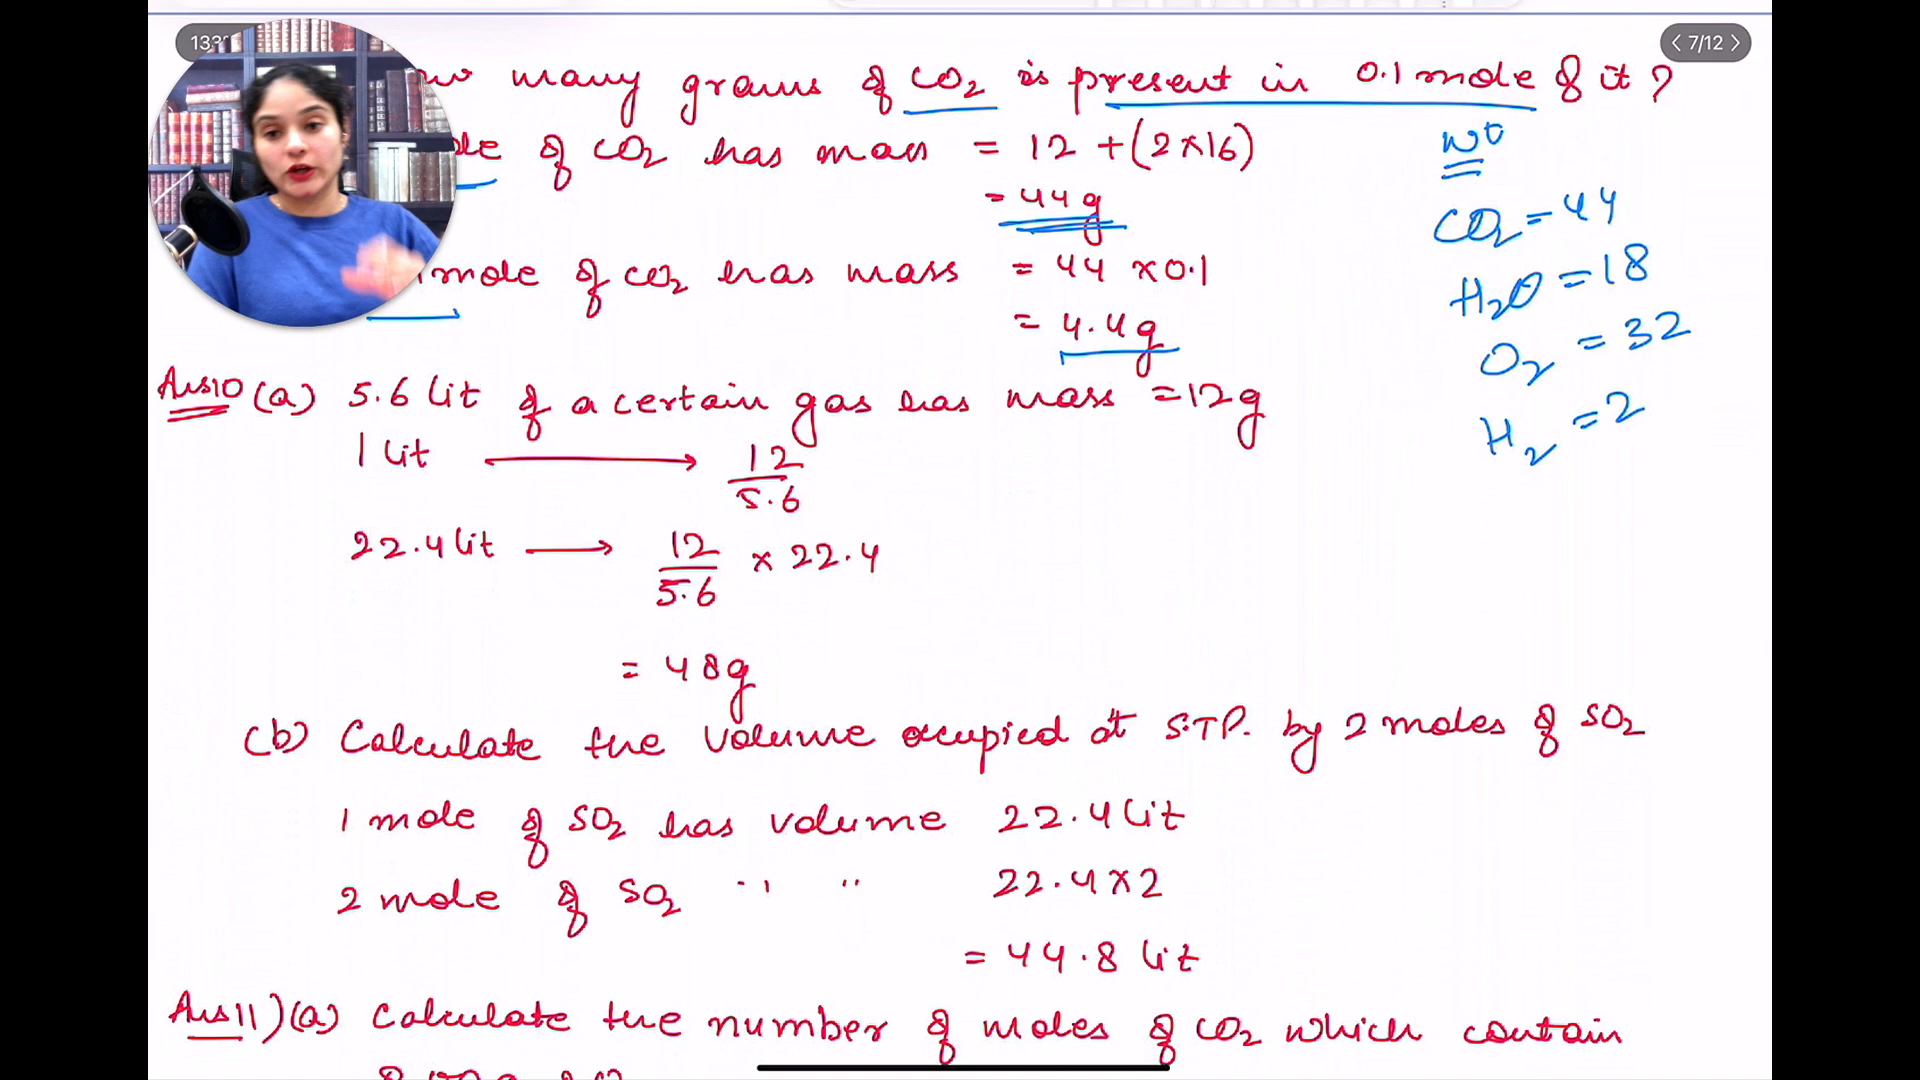 133
< 7/12 >
many grams of CO2 is present in 0.1 mole of it?
of CO2 has mass = 12 + (2x16)
= 44g
mole of CO2 has mass = 44 x0.1
= 4.4g
wt
CO2 = 44
H2O = 18
O2 = 32
H2 = 2
Ans10 (a) 5.6 lit of a certain gas has mass = 12g
1 lit ⟶ 12/5.6
22.4 lit ⟶ 12/5.6 x 22.4
= 48g
(b) Calculate the volume occupied at S.T.P. by 2 moles of SO2
1 mole of SO2 has volume 22.4 lit
2 mole of SO2 " " 22.4x2
= 44.8 lit
Ans11) (a) Calculate the number of moles of CO2 which contain